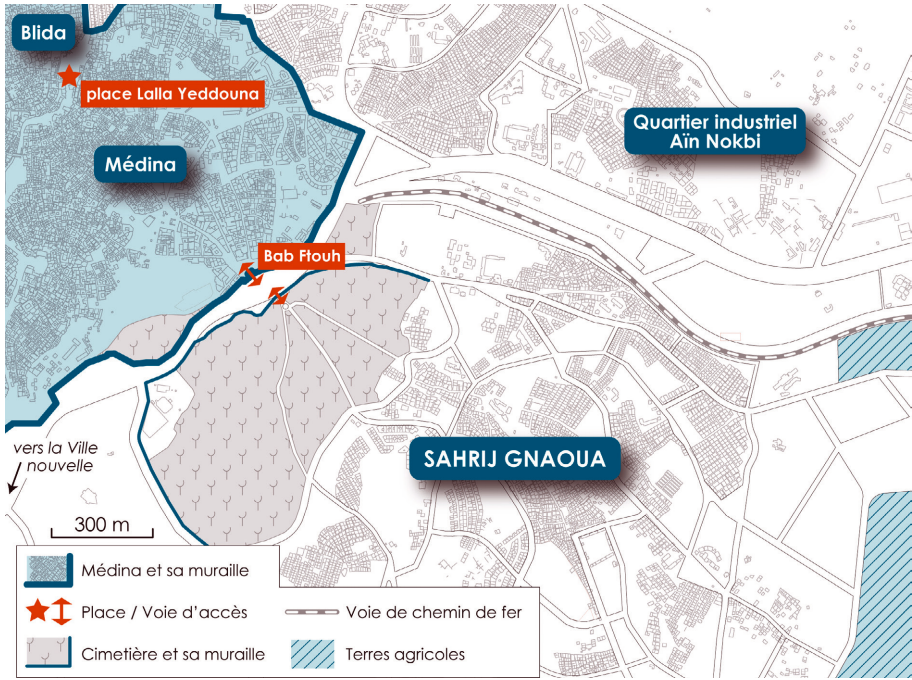 Blida
place Lalla Yeddouna
Médina
Quartier industriel
Aïn Nokbi
Bab Ftouh
SAHRIJ GNAOUA
vers la Ville
nouvelle
300 m
Médina et sa muraille
Place / Voie d'accès
Voie de chemin de fer
Cimetière et sa muraille
Terres agricoles